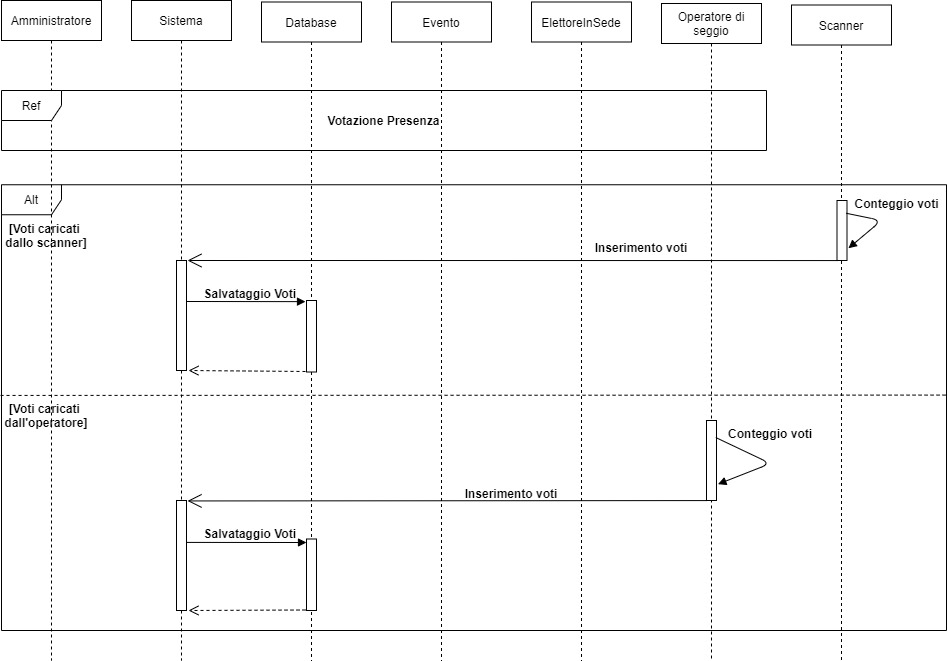 Amministratore
Sistema
Database
Evento
ElettoreInSede
Operatore di
seggio
Scanner
Ref
Votazione Presenza
Alt
[Voti caricati
dallo scanner]
Conteggio voti
Inserimento voti
Salvataggio Voti
[Voti caricati
dall'operatore]
Conteggio voti
Inserimento voti
Salvataggio Voti